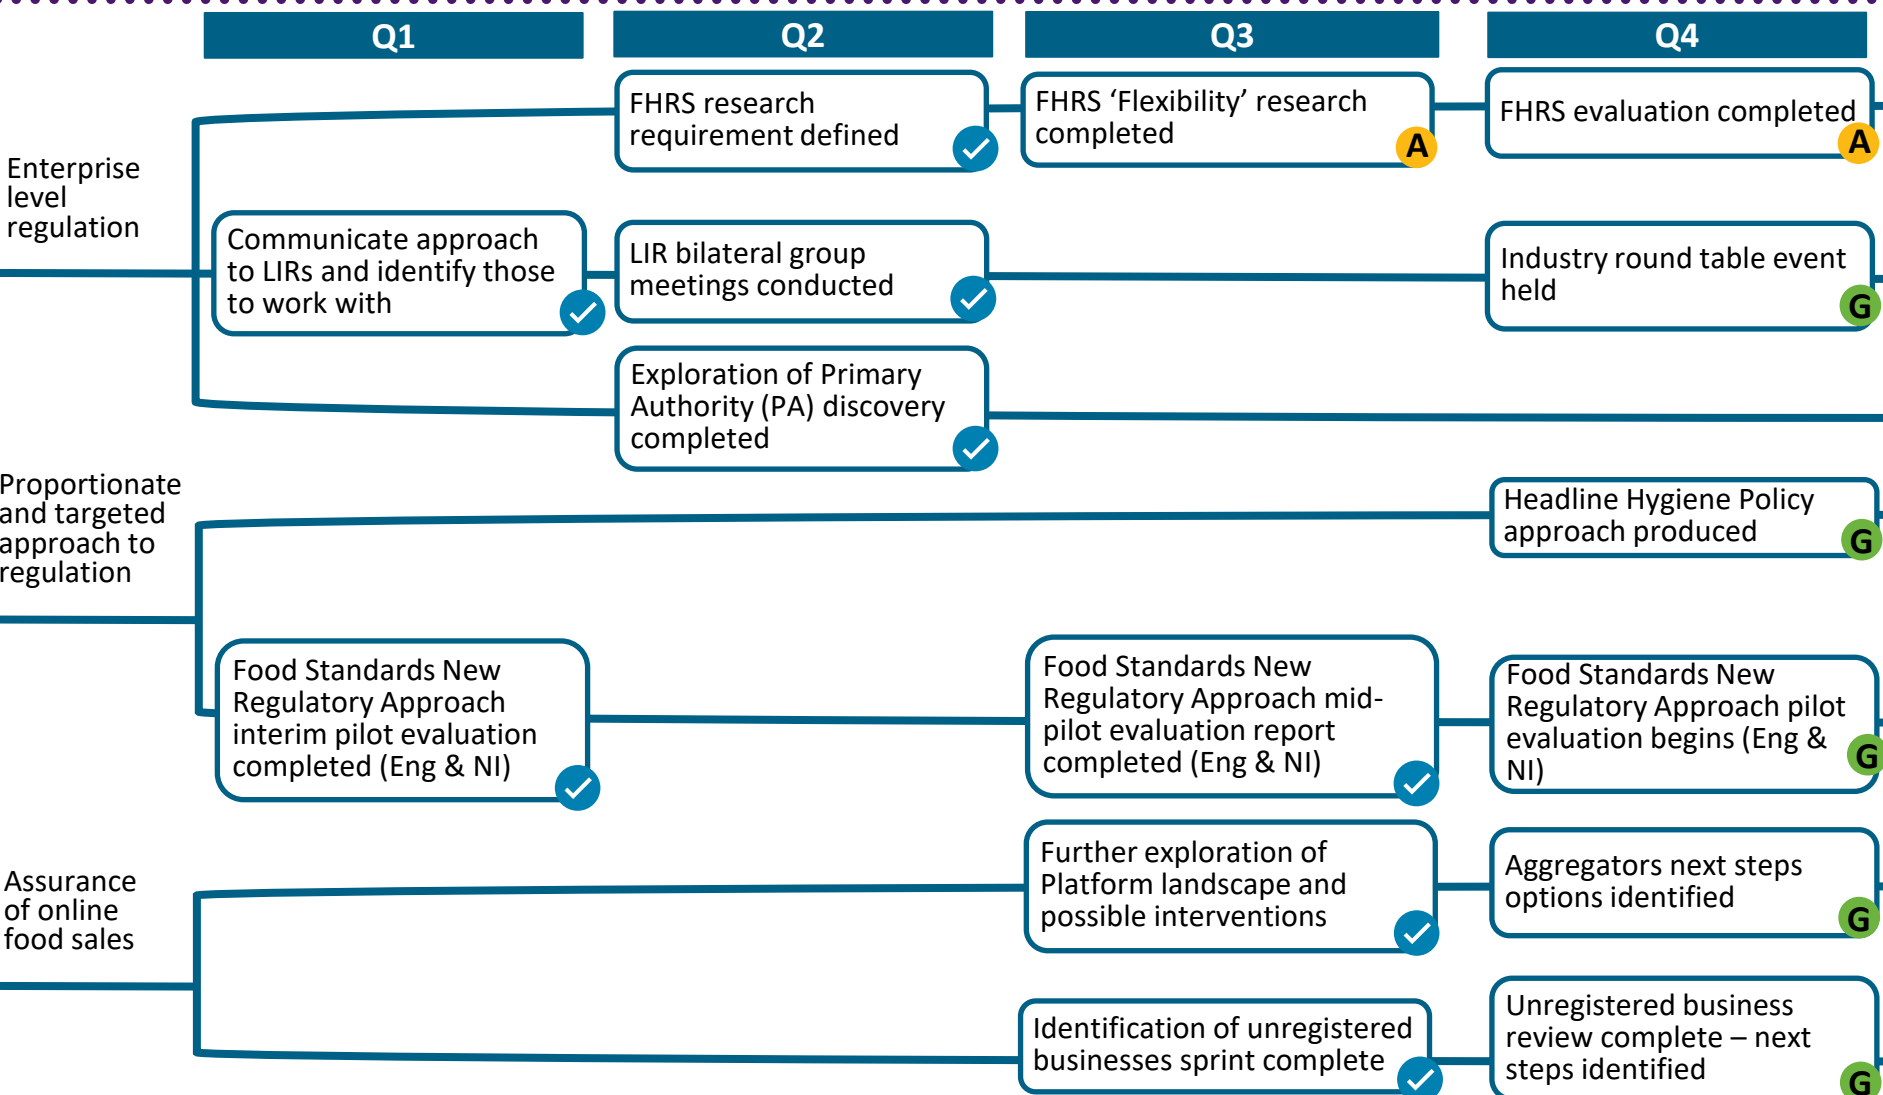 Q1
Q2
Q3
Q4
Enterprise
level
regulation
FHRS research
requirement defined
FHRS ‘Flexibility’ research
completed
A
FHRS evaluation completed
A
Communicate approach
to LIRs and identify those
to work with
LIR bilateral group
meetings conducted
Industry round table event
held
G
Exploration of Primary
Authority (PA) discovery
completed
Proportionate
and targeted
approach to
regulation
Headline Hygiene Policy
approach produced
G
Food Standards New
Regulatory Approach
interim pilot evaluation
completed (Eng & NI)
Food Standards New
Regulatory Approach mid-
pilot evaluation report
completed (Eng & NI)
Food Standards New
Regulatory Approach pilot
evaluation begins (Eng &
NI)
G
Assurance
of online
food sales
Further exploration of
Platform landscape and
possible interventions
Aggregators next steps
options identified
G
Identification of unregistered
businesses sprint complete
Unregistered business
review complete – next
steps identified
G